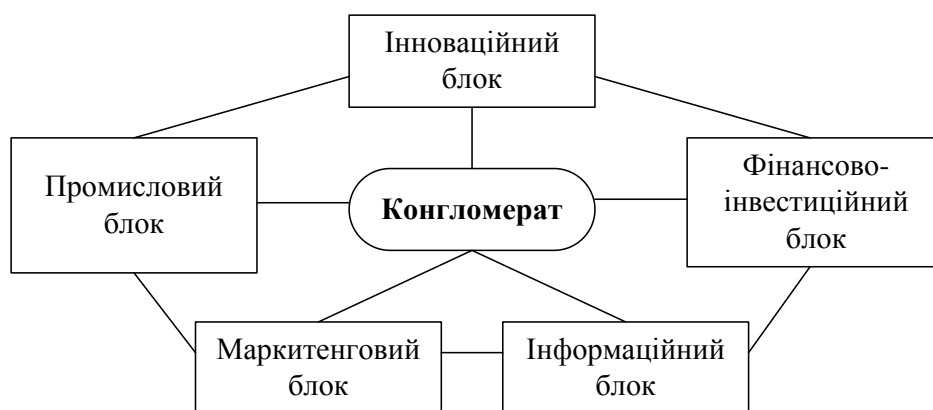 Інноваційний
блок
Промисловий
блок
Конгломерат
Фінансово-
інвестиційний
блок
Маркитенговий
блок
Інформаційний
блок